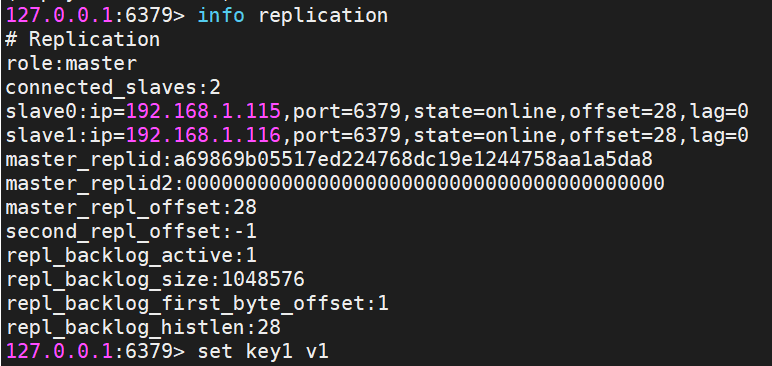 127.0.0.1:6379> info replication
# Replication
role:master
connected_slaves:2
slave0:ip=192.168.1.115,port=6379,state=online,offset=28,lag=0
slave1:ip=192.168.1.116,port=6379,state=online,offset=28,lag=0
master_replid:a69869b05517ed224768dc19e1244758aa1a5da8
master_replid2:0000000000000000000000000000000000000000
master_repl_offset:28
second_repl_offset:-1
repl_backlog_active:1
repl_backlog_size:1048576
repl_backlog_first_byte_offset:1
repl_backlog_histlen:28
127.0.0.1:6379> set key1 v1